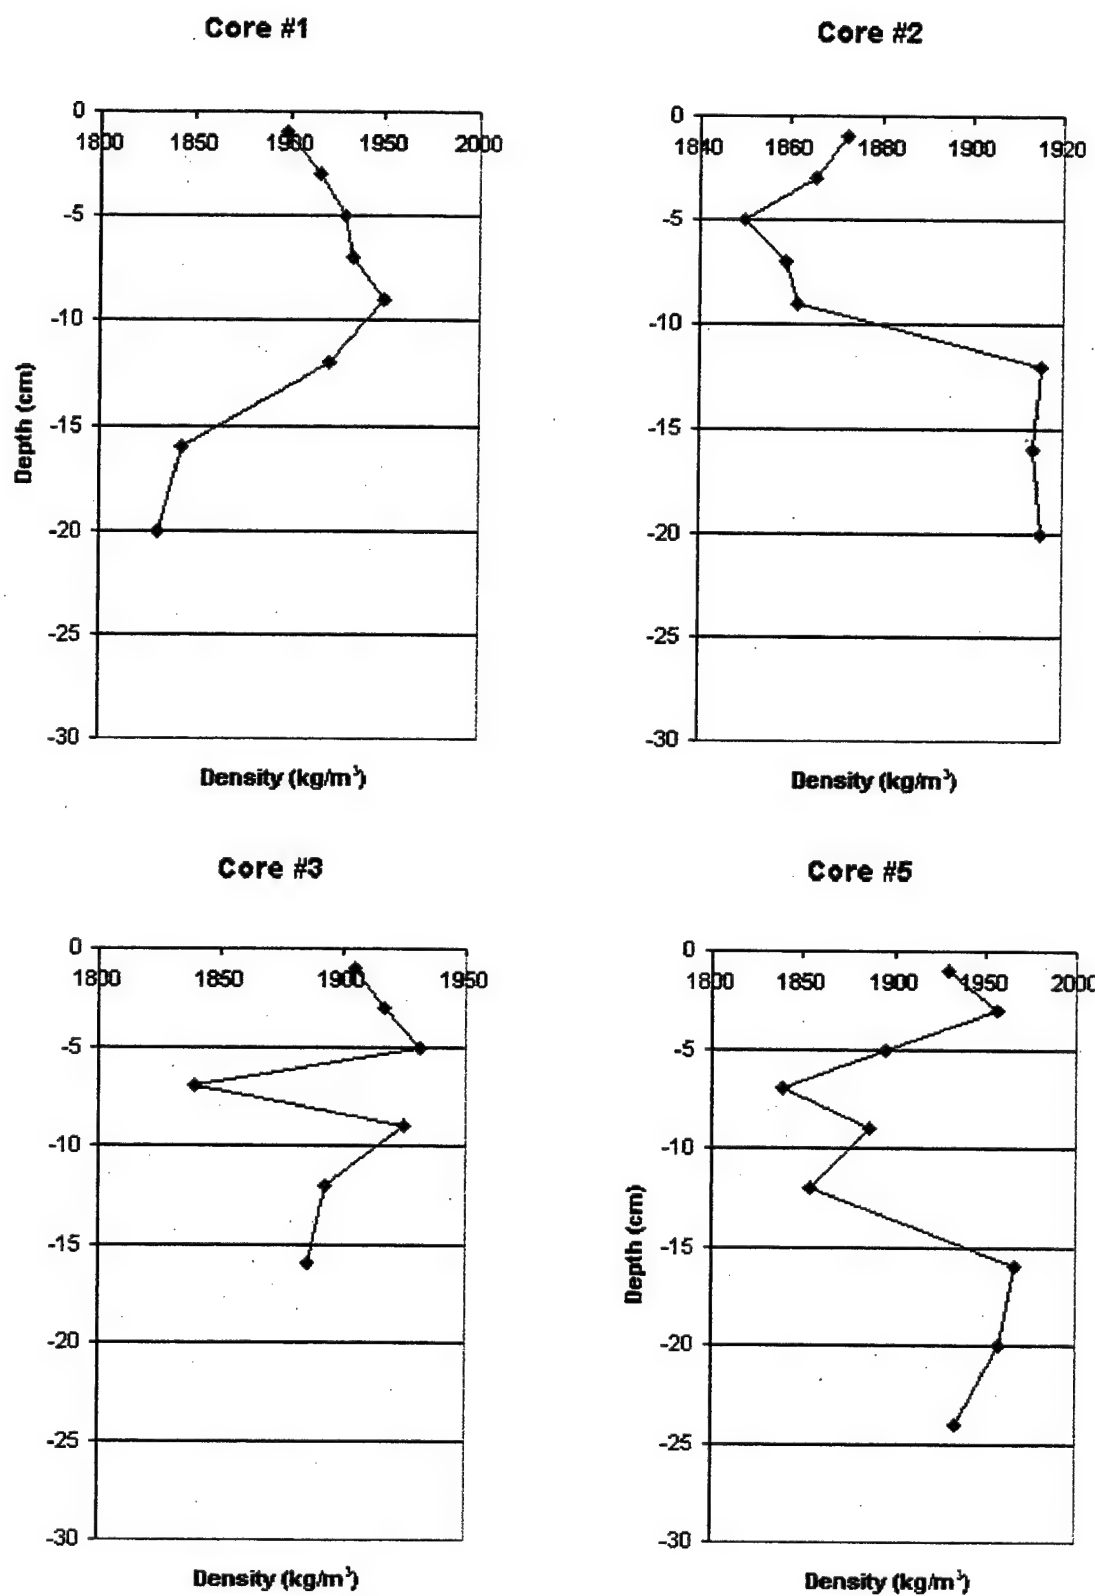 Core #1
0
1800 1850 1900 1950 2000
-5
-10
-15
-20
-25
-30
Depth (cm)
Density (kg/m³)
Core #2
0
1840 1860 1880 1900 1920
-5
-10
-15
-20
-25
-30
Density (kg/m³)
Core #3
0
1800 1850 1900 1950
-5
-10
-15
-20
-25
-30
Density (kg/m³)
Core #5
0
1800 1850 1900 1950 2000
-5
-10
-15
-20
-25
-30
Depth (cm)
Density (kg/m³)